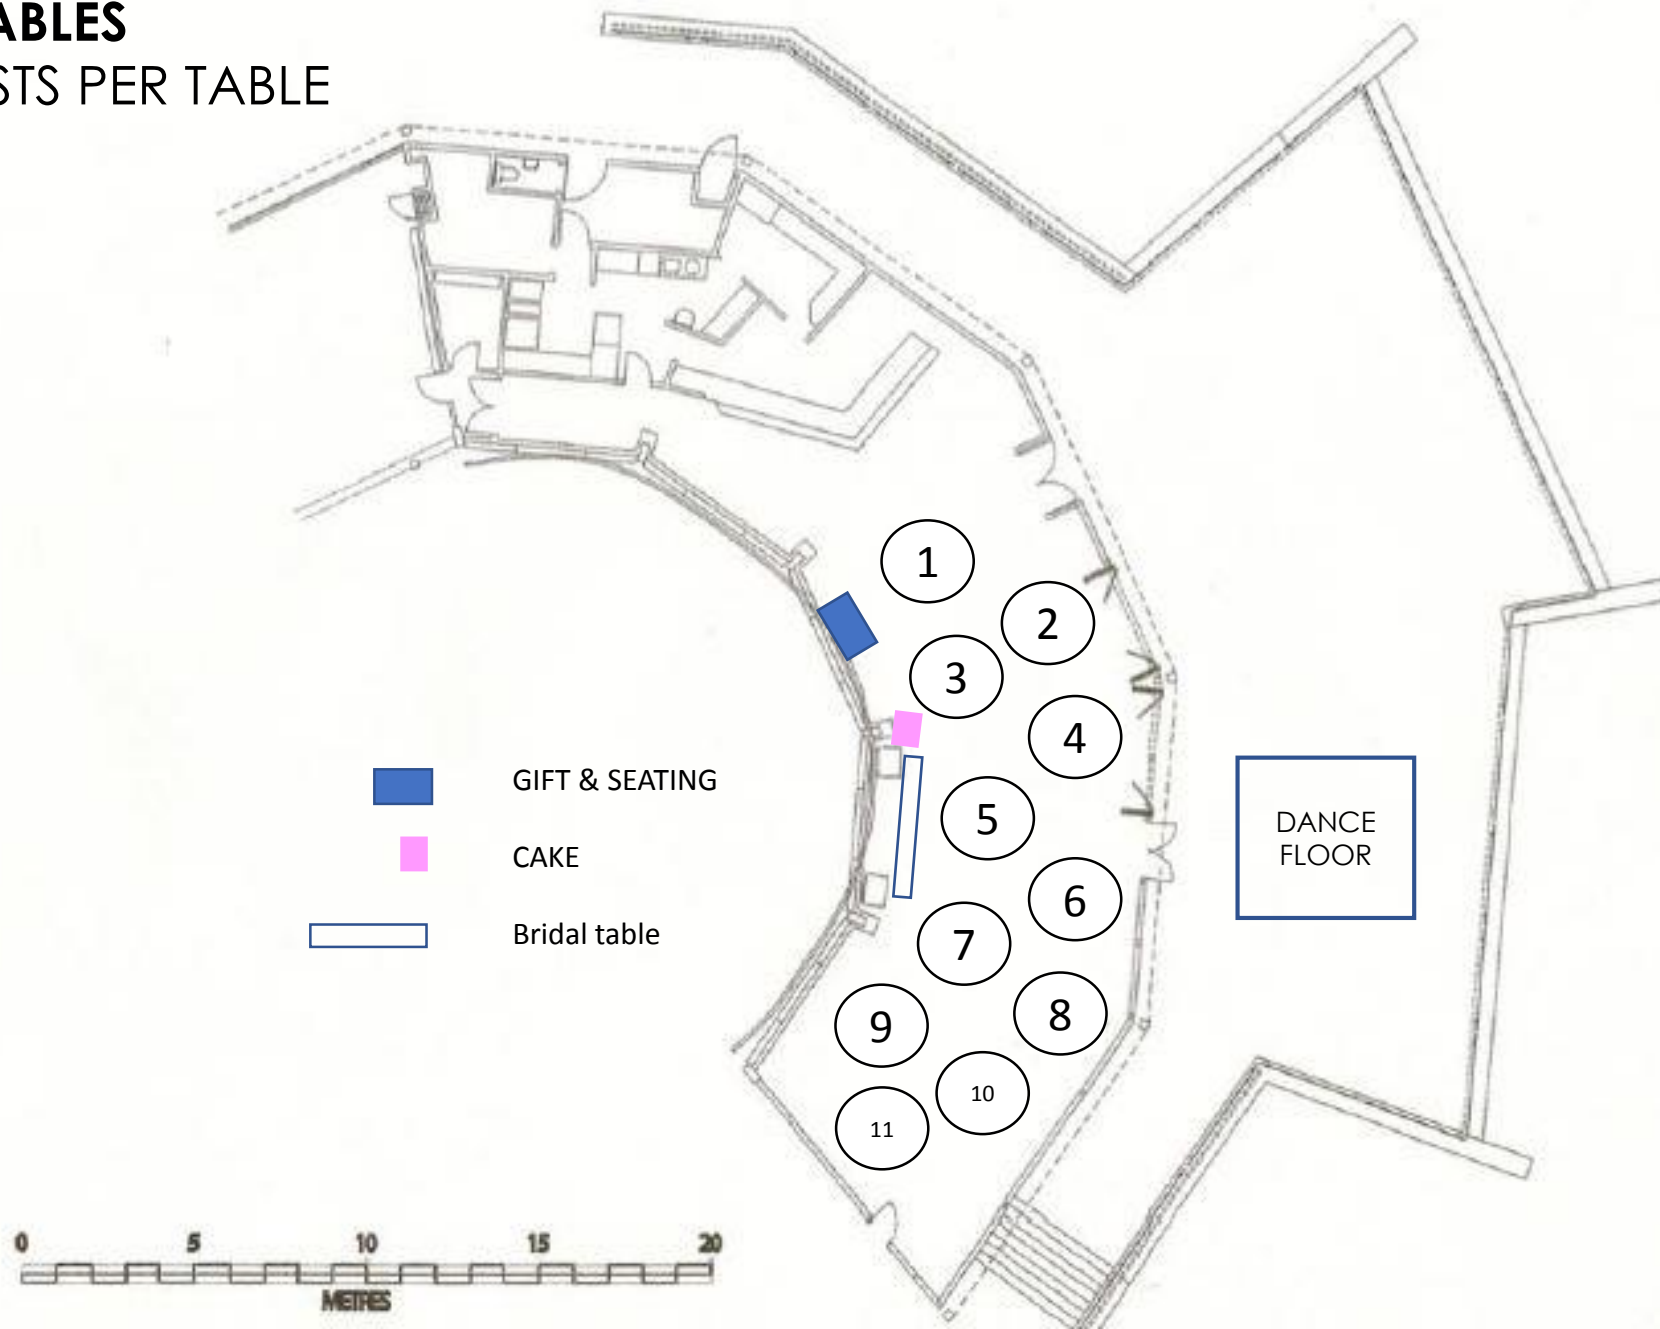 ABLES
STS PER TABLE
1
2
3
4
5
6
7
8
9
10
11
GIFT & SEATING
CAKE
Bridal table
DANCE
FLOOR
0 5 10 15 20
METRES